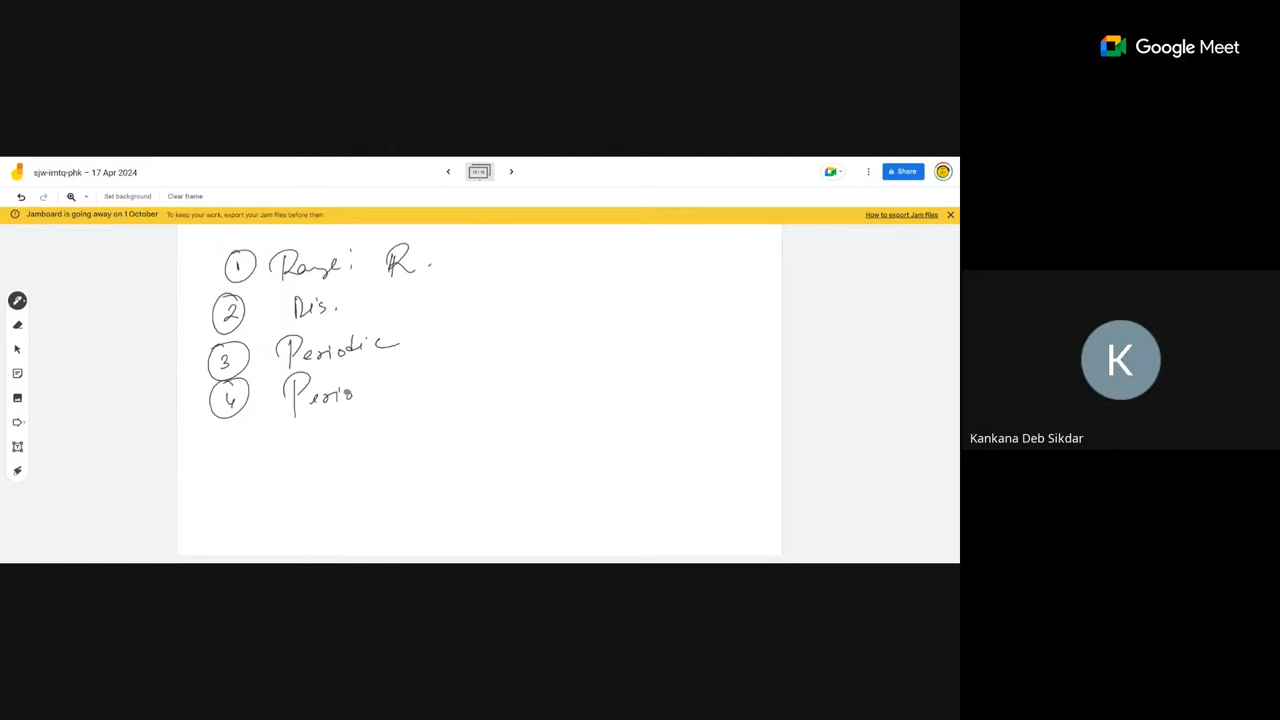 Google Meet
sjw-imtq-phk – 17 Apr 2024
Share
Set background
Clear frame
Jamboard is going away on 1 October To keep your work, export your Jam files before then
How to export Jam files
① Range: R.
② Dis.
③ Periodic
④ Perio
K
Kankana Deb Sikdar